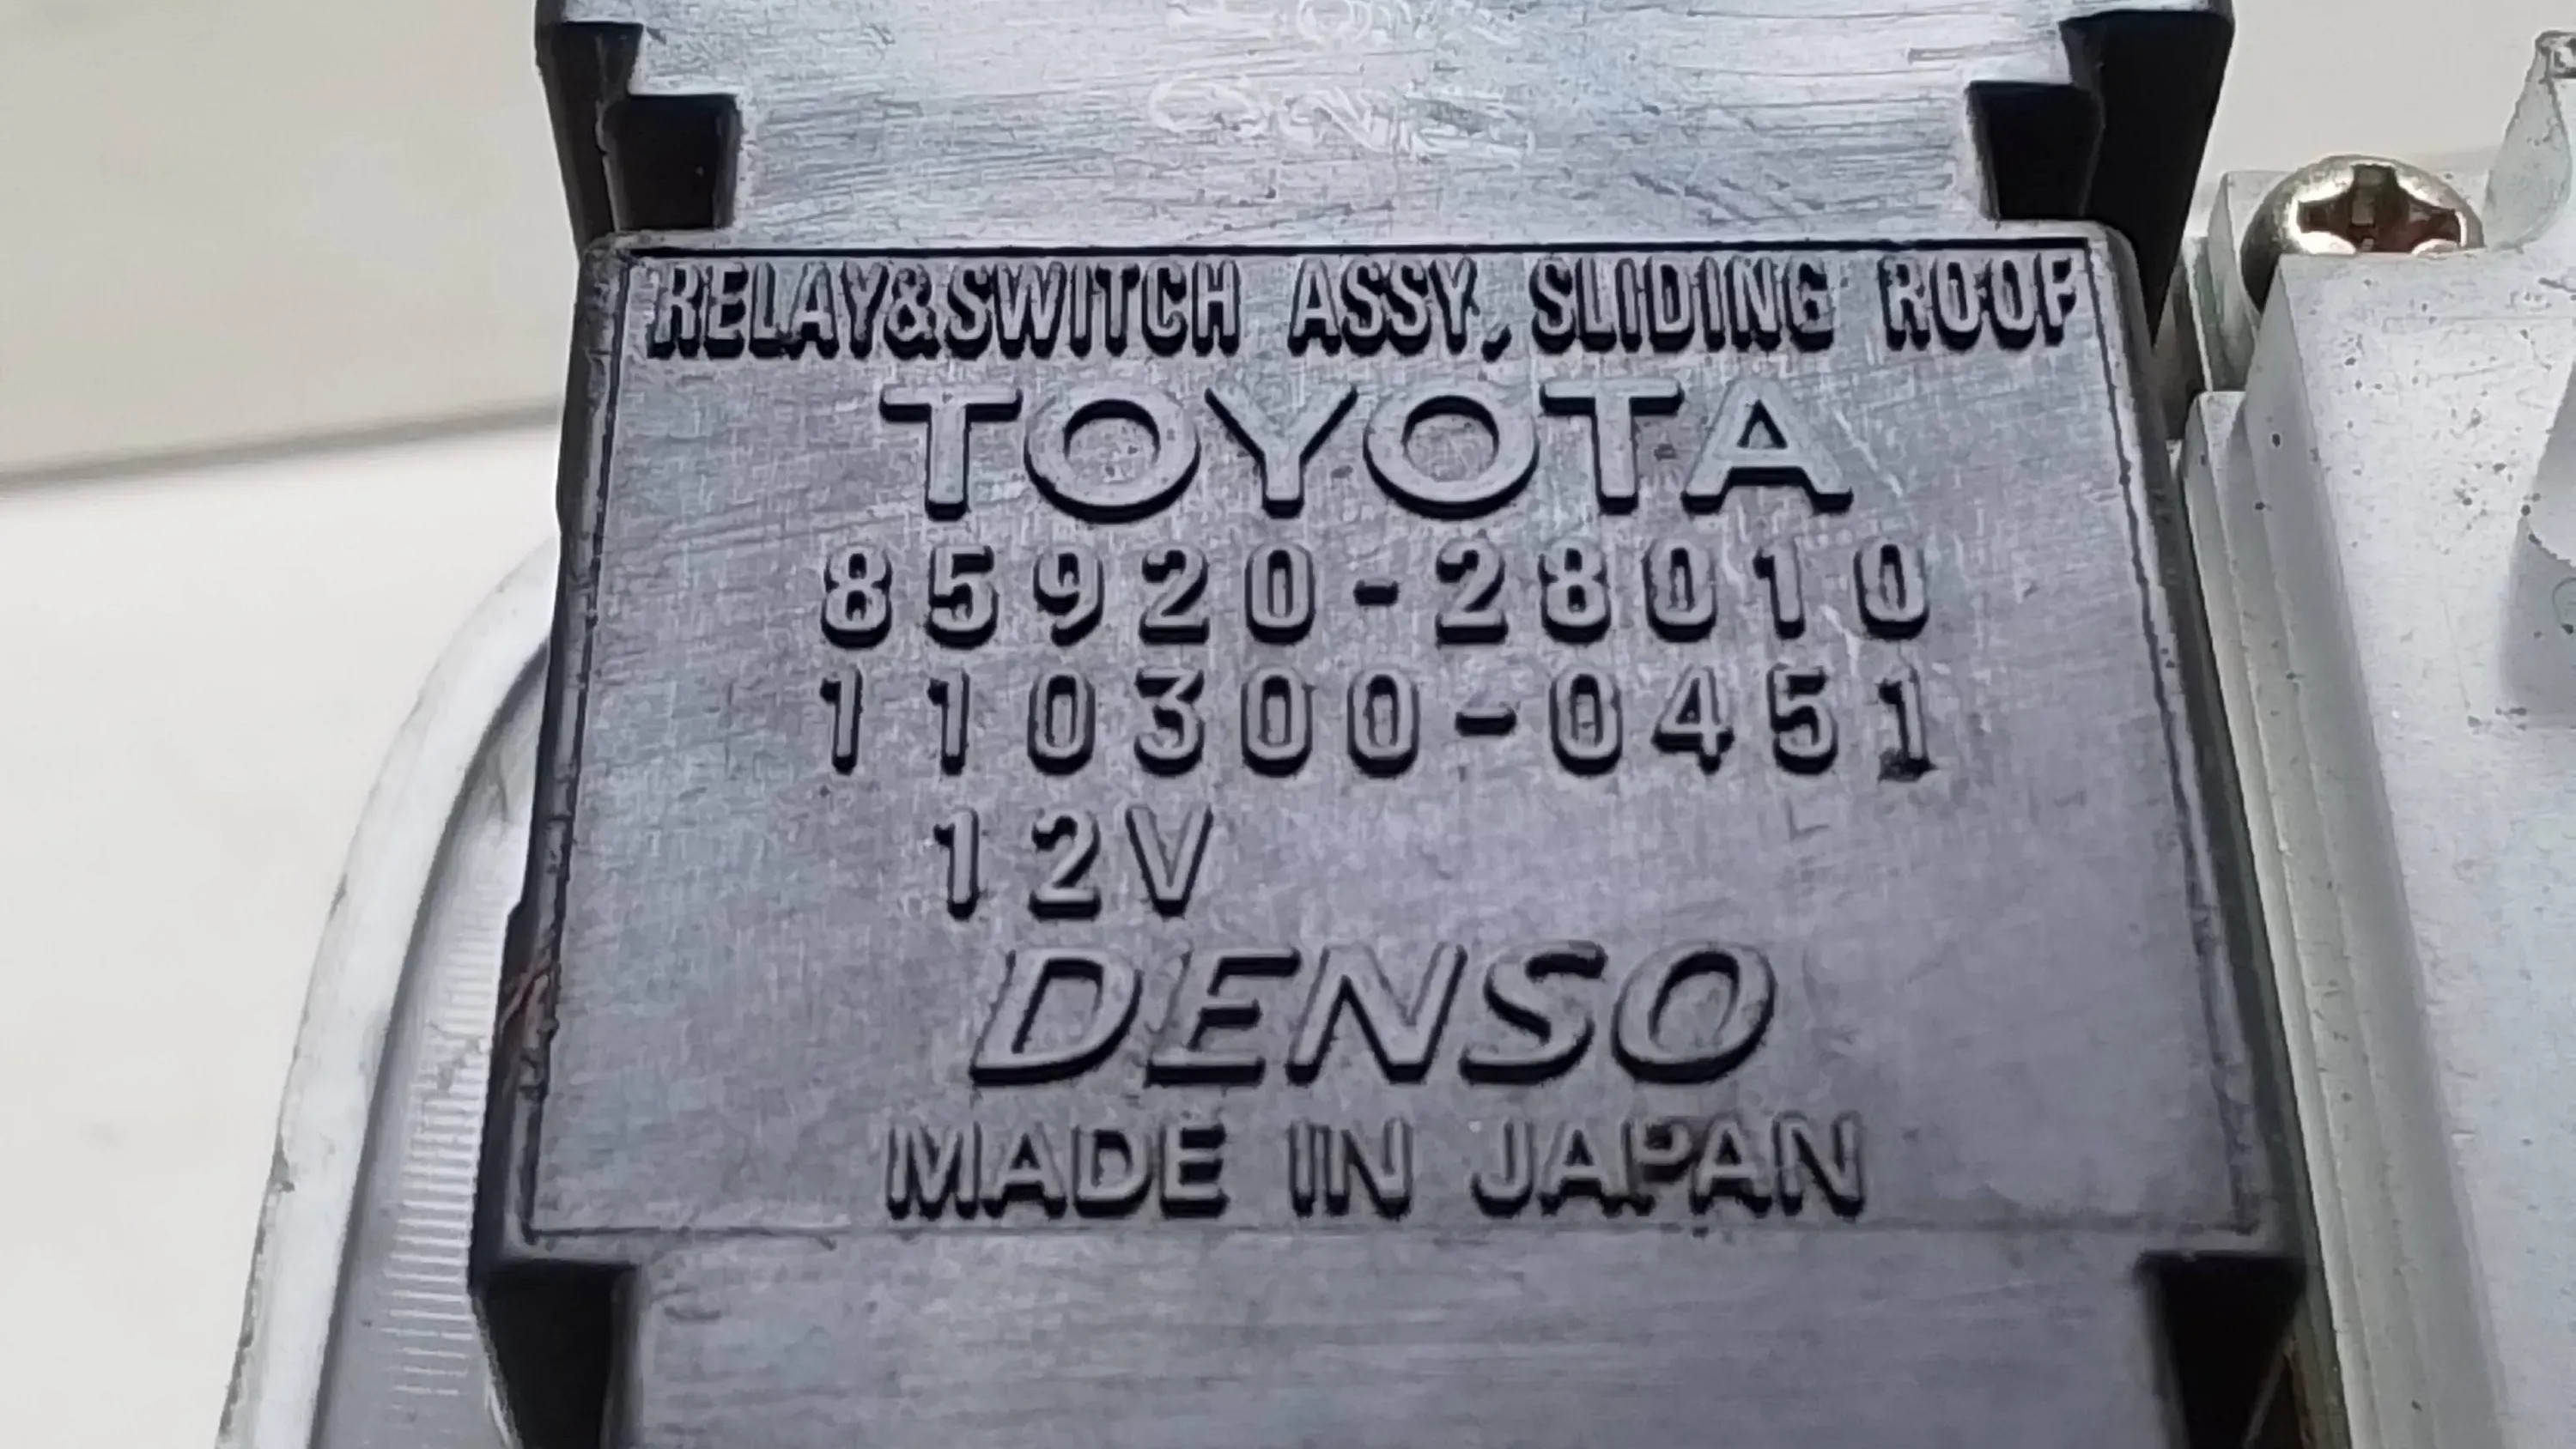 RELAY&SWITCH ASSY, SLIDING ROOF
TOYOTA
85920-28010
110300-0451
12V
DENSO
MADE IN JAPAN